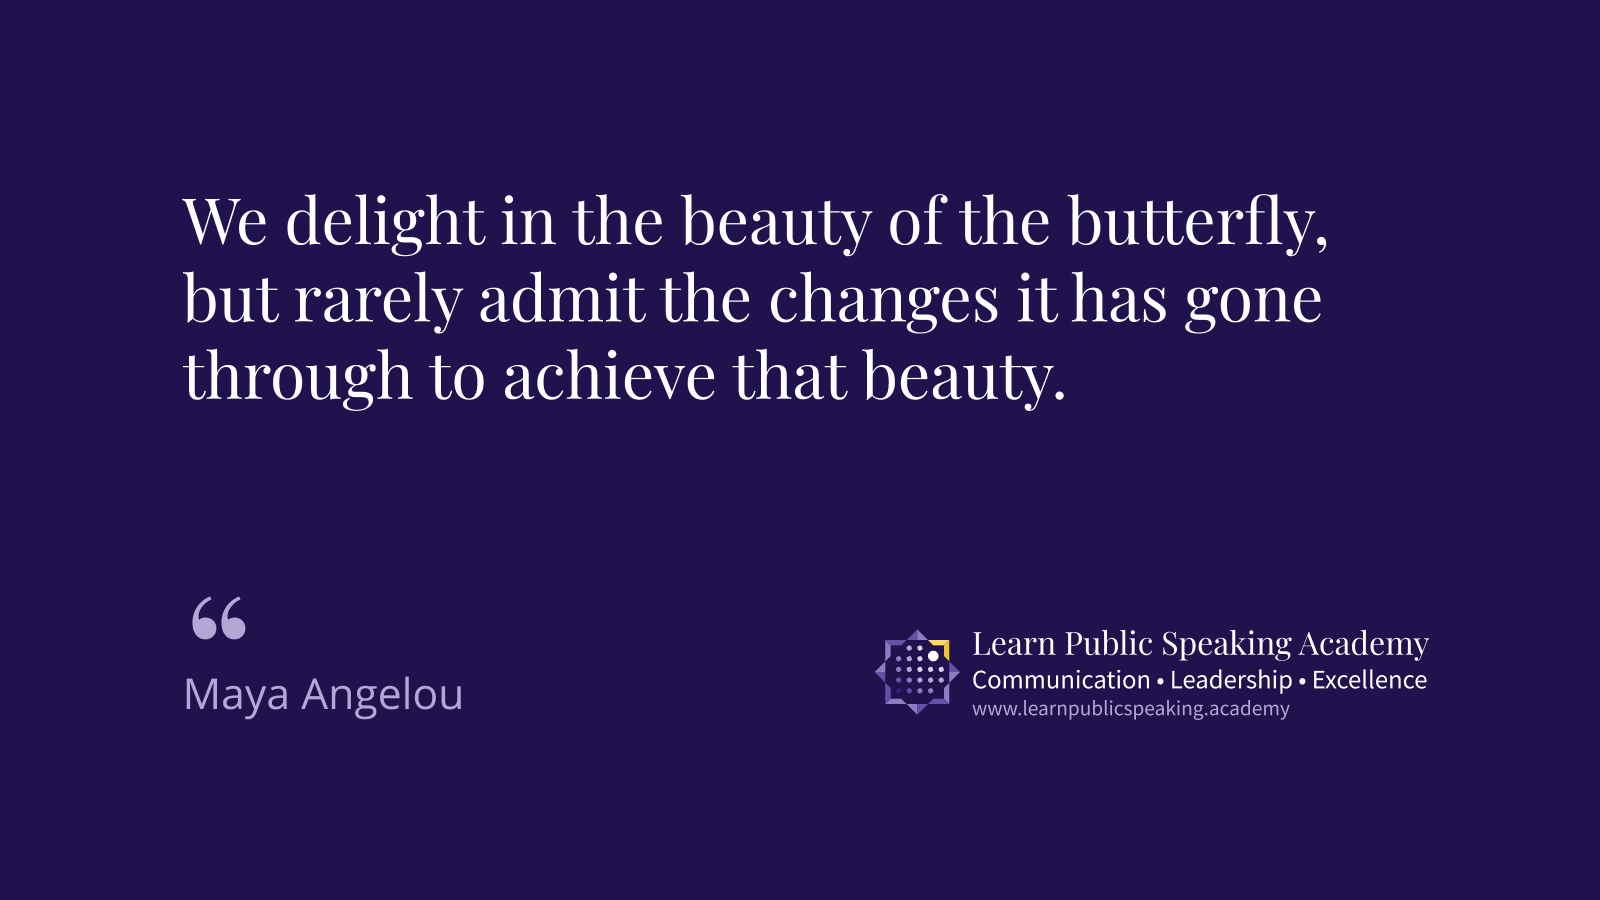 We delight in the beauty of the butterfly,
but rarely admit the changes it has gone
through to achieve that beauty.
“
Maya Angelou
Learn Public Speaking Academy
Communication • Leadership • Excellence
www.learnpublicspeaking.academy